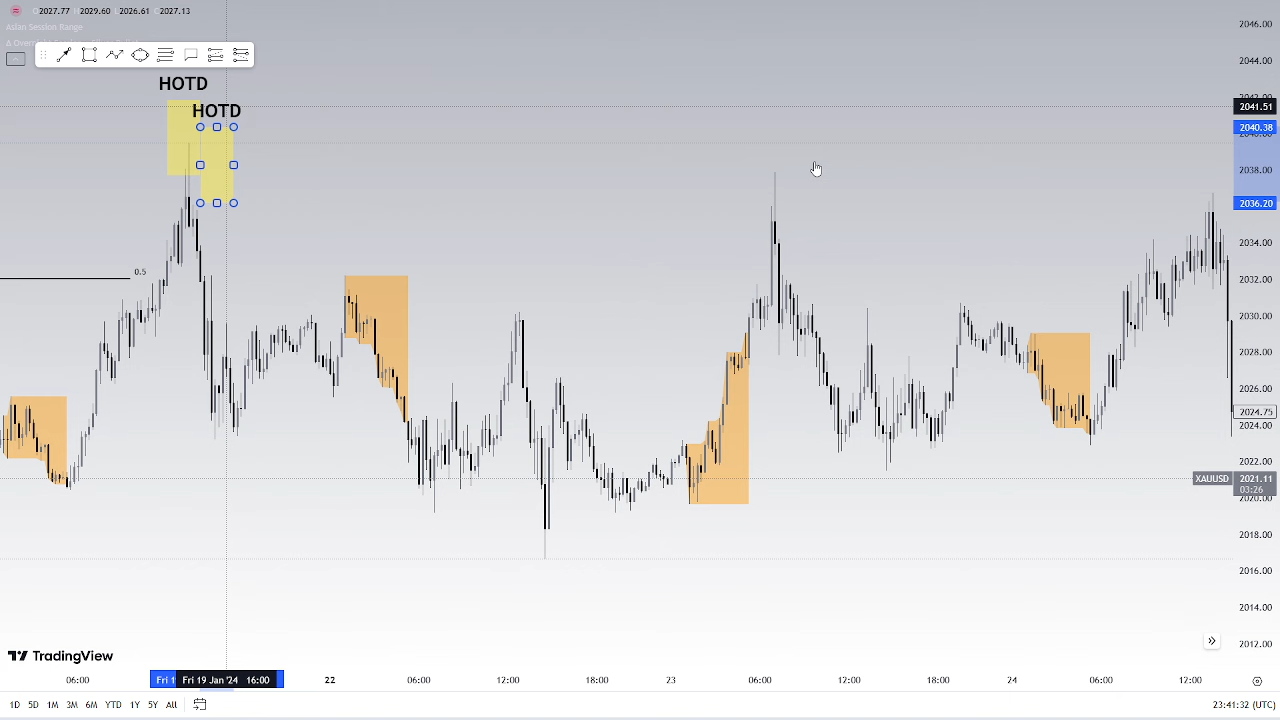 2027.77 2029.60 2026.61 2027.13
Asian Session Range
HOTD
HOTD
0.5
2046.00
2044.00
2041.51
2040.38
2038.00
2036.20
2034.00
2032.00
2030.00
2028.00
2026.00
2024.75
2024.00
2022.00
XAUUSD 2021.11
03:26
2020.00
2018.00
2016.00
2014.00
2012.00
TradingView
06:00 Fri 19 Jan '24 16:00 22 06:00 12:00 18:00 23 06:00 12:00 18:00 24 06:00 12:00
1D 5D 1M 3M 6M YTD 1Y 5Y All 23:41:32 (UTC)